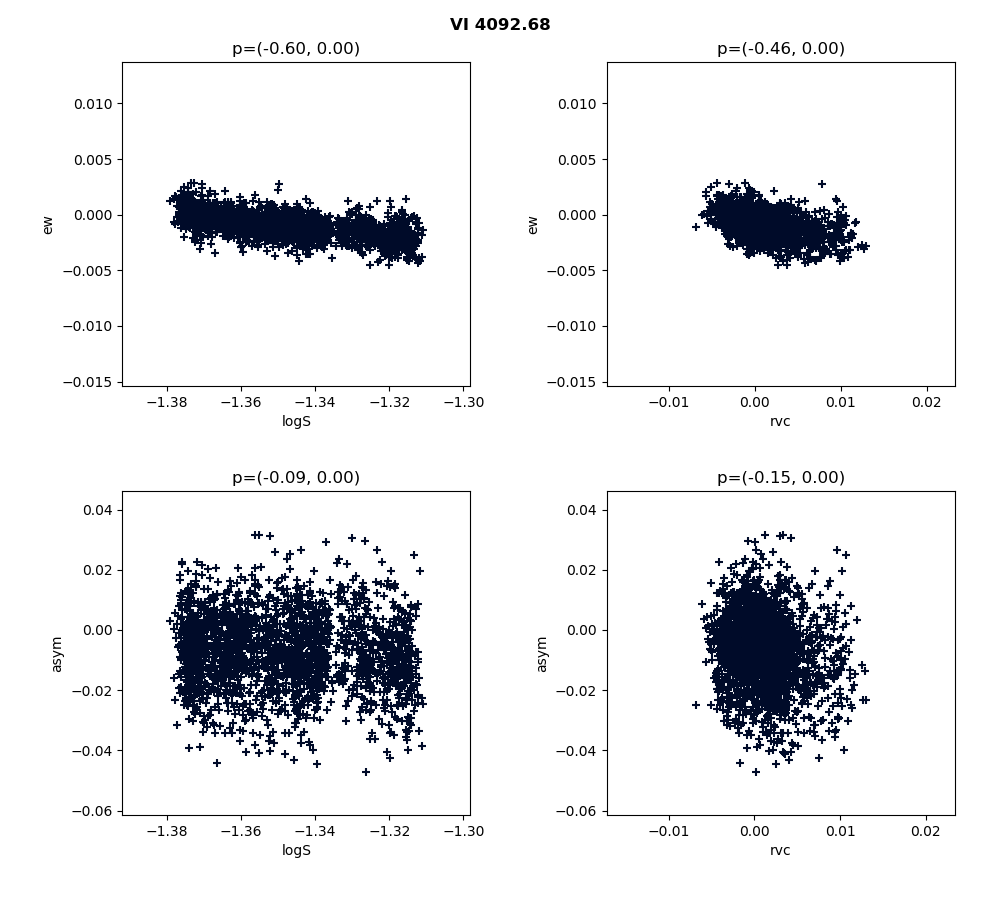 VI 4092.68
p=(-0.60, 0.00)
ew
0.010
0.005
0.000
−0.005
−0.010
−0.015
−1.38 −1.36 −1.34 −1.32 −1.30
logS
p=(-0.46, 0.00)
ew
0.010
0.005
0.000
−0.005
−0.010
−0.015
−0.01 0.00 0.01 0.02
rvc
p=(-0.09, 0.00)
asym
0.04
0.02
0.00
−0.02
−0.04
−0.06
−1.38 −1.36 −1.34 −1.32 −1.30
logS
p=(-0.15, 0.00)
asym
0.04
0.02
0.00
−0.02
−0.04
−0.06
−0.01 0.00 0.01 0.02
rvc